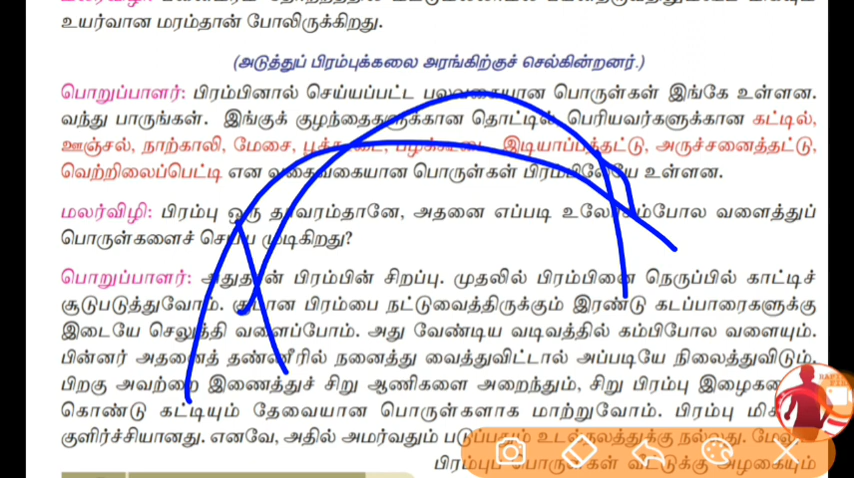 உயர்வான மரம்தான் போலிருக்கிறது.
(அடுத்துப் பிரம்புக்கலை அரங்கிற்குச் செல்கின்றனர்.)
பொறுப்பாளர்: பிரம்பினால் செய்யப்பட்ட பலவகையான பொருள்கள் இங்கே உள்ளன.
வந்து பாருங்கள். இங்குக் குழந்தைகளுக்கான தொட்டில், பெரியவர்களுக்கான கட்டில்,
ஊஞ்சல், நாற்காலி, மேசை, பூக்கூடை, பழக்கூடை, இடியாப்பத்தட்டு, அருச்சனைத்தட்டு,
வெற்றிலைப்பெட்டி என வகைவகையான பொருள்கள் பிரம்பிலேயே உள்ளன.
மலர்விழி: பிரம்பு ஒரு தாவரம்தானே, அதனை எப்படி உலோகம்போல வளைத்துப்
பொருள்களைச் செய்ய முடிகிறது?
பொறுப்பாளர்: அதுதான் பிரம்பின் சிறப்பு. முதலில் பிரம்பினை நெருப்பில் காட்டிச்
சூடுபடுத்துவோம். சூடான பிரம்பை நட்டுவைத்திருக்கும் இரண்டு கடப்பாரைகளுக்கு
இடையே செலுத்தி வளைப்போம். அது வேண்டிய வடிவத்தில் கம்பிபோல வளையும்.
பின்னர் அதனைத் தண்ணீரில் நனைத்து வைத்துவிட்டால் அப்படியே நிலைத்துவிடும்.
பிறகு அவற்றை இணைத்துச் சிறு ஆணிகளை அறைந்தும், சிறு பிரம்பு
கொண்டு கட்டியும் தேவையான பொருள்களாக மாற்றுவோம். பிரம்பு
குளிர்ச்சியானது. எனவே, அதில் அமர்வதும் படுப்பதும் உடல்நலத்துக்கு நல்லது.
பிரம்புப் பொருள்கள் வீட்டுக்கு அழகையும்